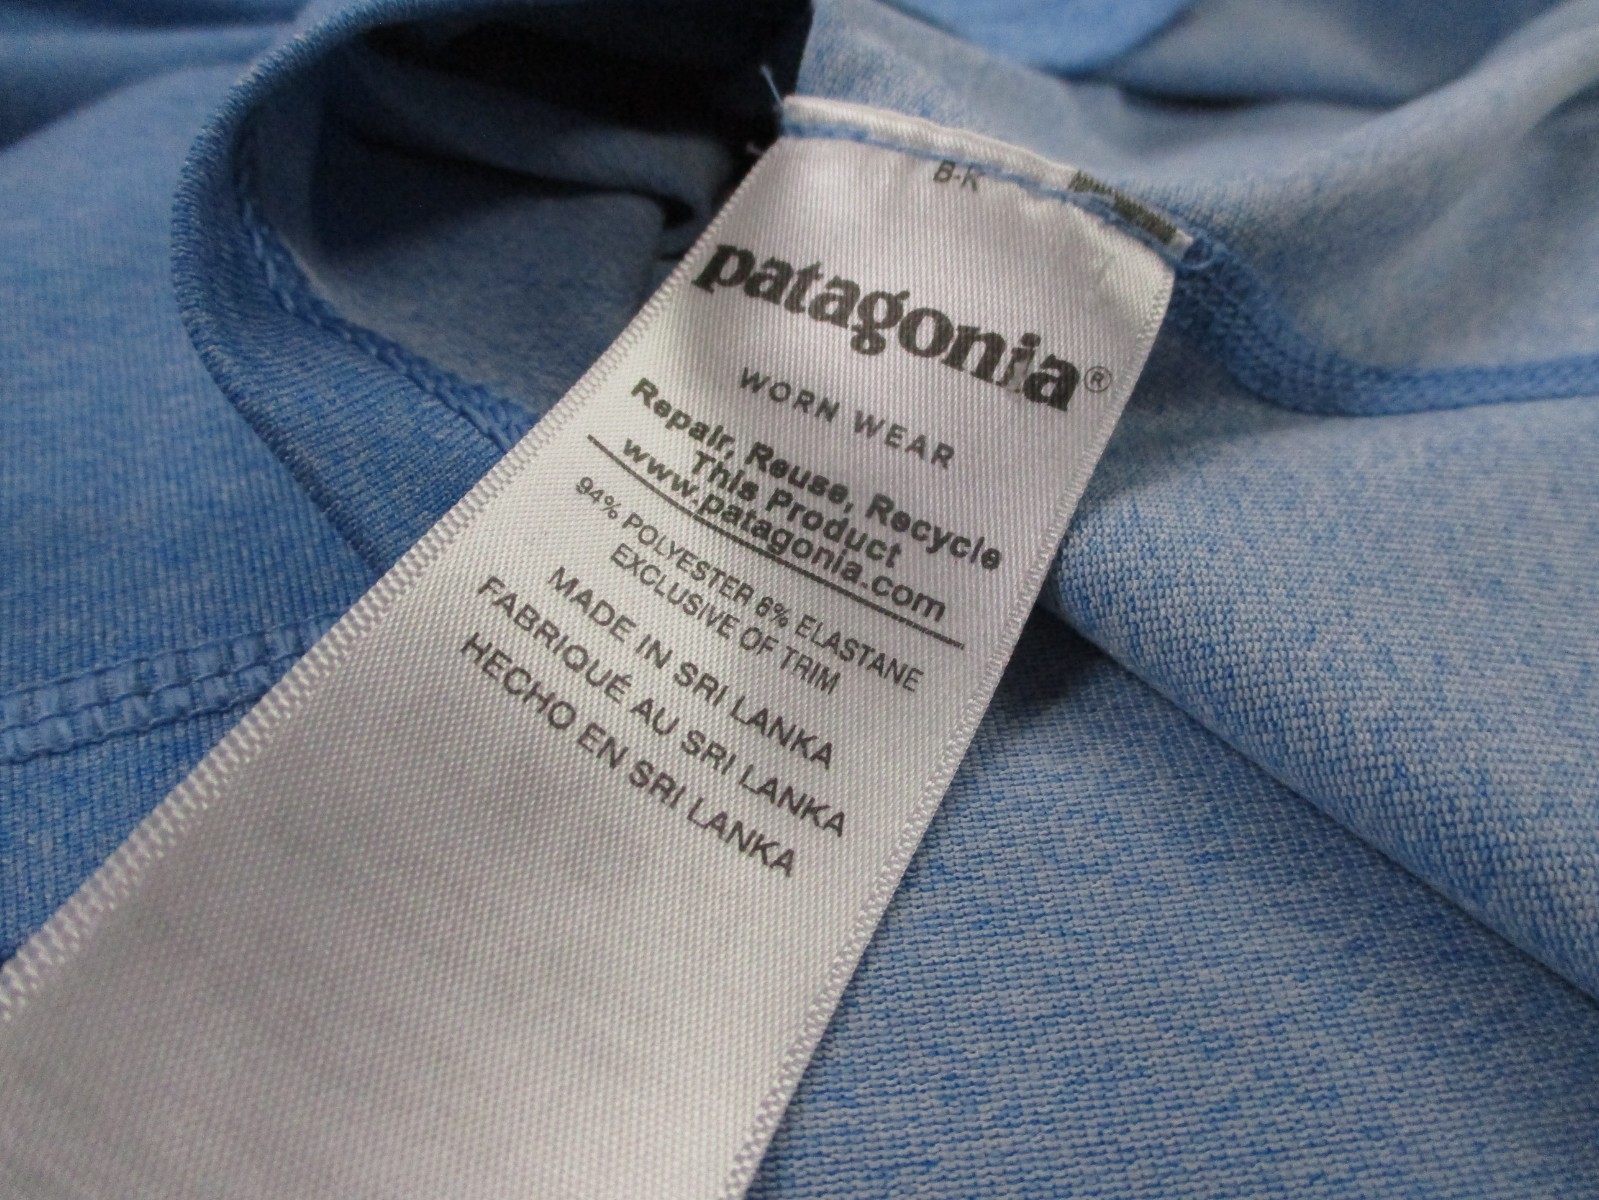 B-R
patagonia®
WORN WEAR
Repair, Reuse, Recycle
This Product
www.patagonia.com
94% POLYESTER 6% ELASTANE
EXCLUSIVE OF TRIM
MADE IN SRI LANKA
FABRIQUÉ AU SRI LANKA
HECHO EN SRI LANKA